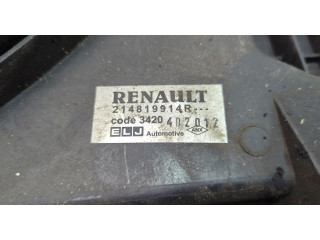 RENAULT
214819914R---
code 3420 402012
ELJ Automotive